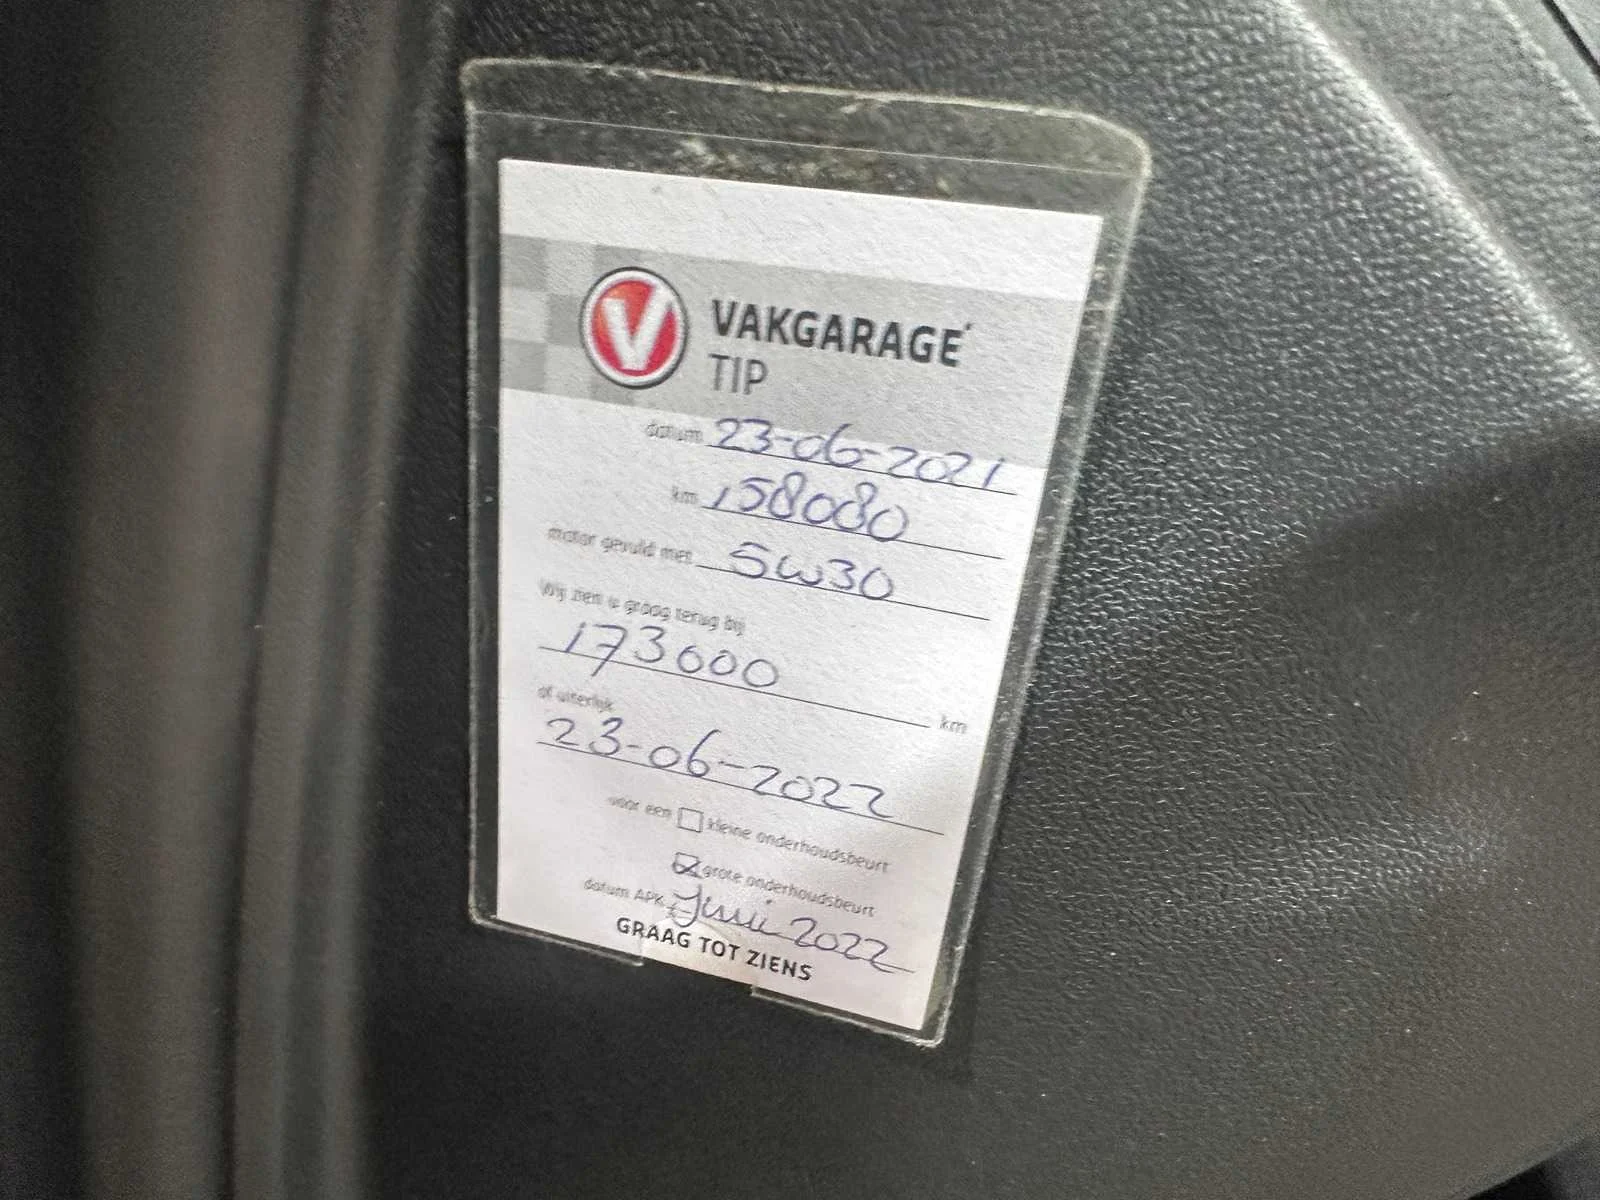 V VAKGARAGE
TIP
datum 23-06-2021
km 158080
motor gevuld met 5W30
Wij zien u graag terug bij
173000 km
of uiterlijk
23-06-2022
voor een kleine onderhoudsbeurt
grote onderhoudsbeurt
datum APK Juni 2022
GRAAG TOT ZIENS